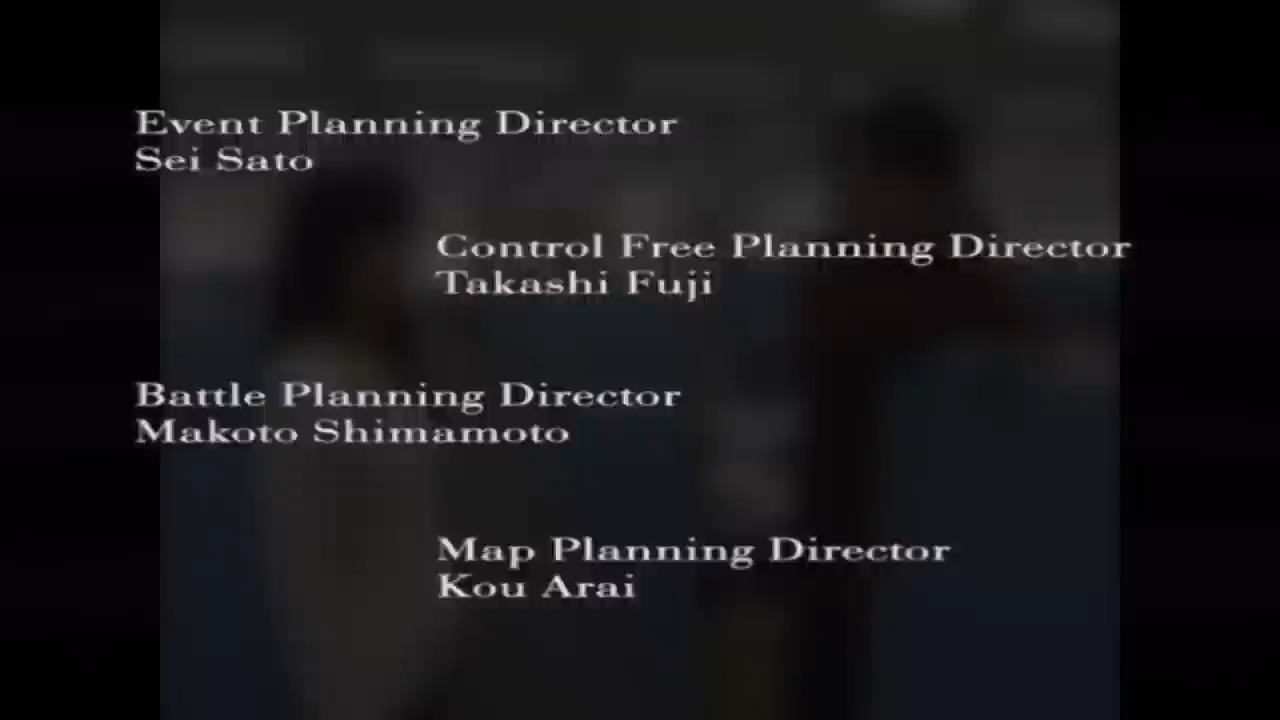 Event Planning Director
Sei Sato
Control Free Planning Director
Takashi Fuji
Battle Planning Director
Makoto Shimamoto
Map Planning Director
Kou Arai